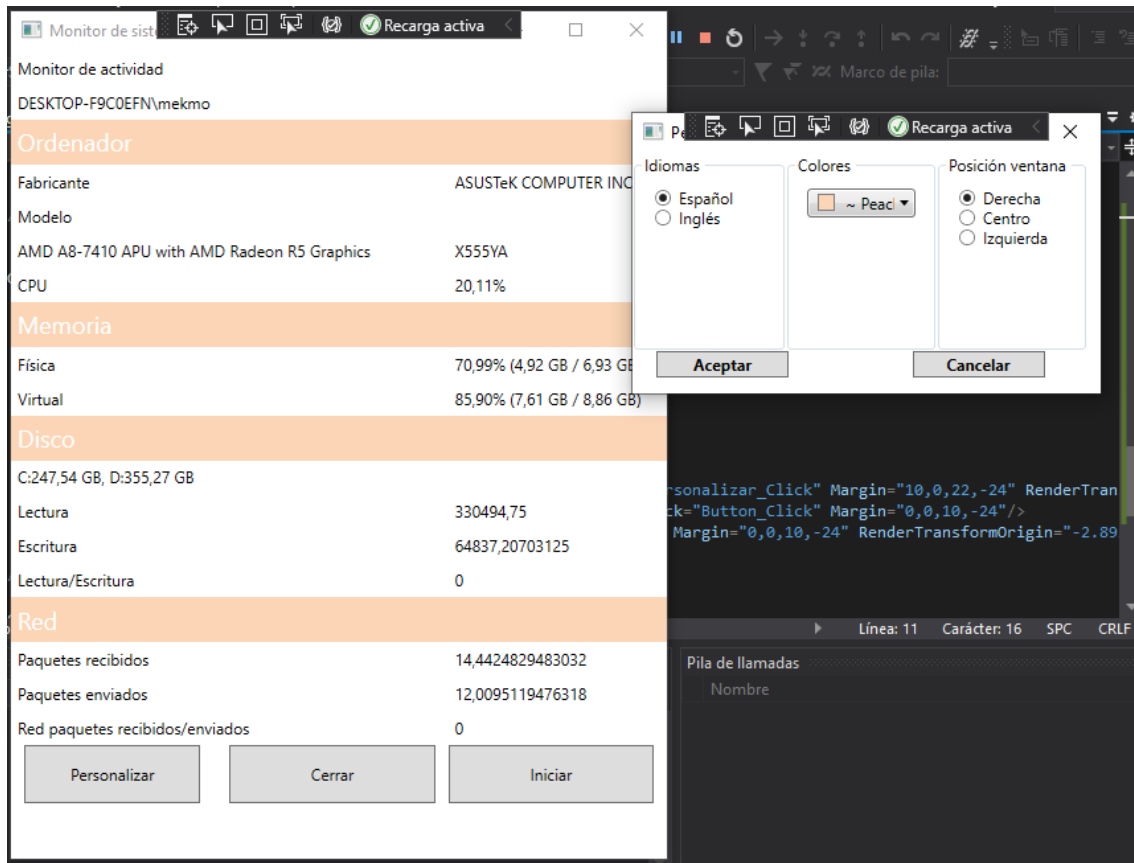 Monitor de sist
Recarga activa
Monitor de actividad
DESKTOP-F9C0EFN\mekmo
Ordenador
Fabricante ASUSTeK COMPUTER INC
Modelo
AMD A8-7410 APU with AMD Radeon R5 Graphics X555YA
CPU 20,11%
Memoria
Física 70,99% (4,92 GB / 6,93 GB
Virtual 85,90% (7,61 GB / 8,86 GB)
Disco
C:247,54 GB, D:355,27 GB
Lectura 330494,75
Escritura 64837,20703125
Lectura/Escritura 0
Red
Paquetes recibidos 14,4424829483032
Paquetes enviados 12,0095119476318
Red paquetes recibidos/enviados 0
Personalizar Cerrar Iniciar
Marco de pila:
Pe Recarga activa
Idiomas Colores Posición ventana
Español ~ Peac Derecha
Inglés Centro
Izquierda
Aceptar Cancelar
rsonalizar_Click" Margin="10,0,22,-24" RenderTran
ck="Button_Click" Margin="0,0,10,-24"/>
Margin="0,0,10,-24" RenderTransformOrigin="-2.89
Línea: 11 Carácter: 16 SPC CRLF
Pila de llamadas
Nombre